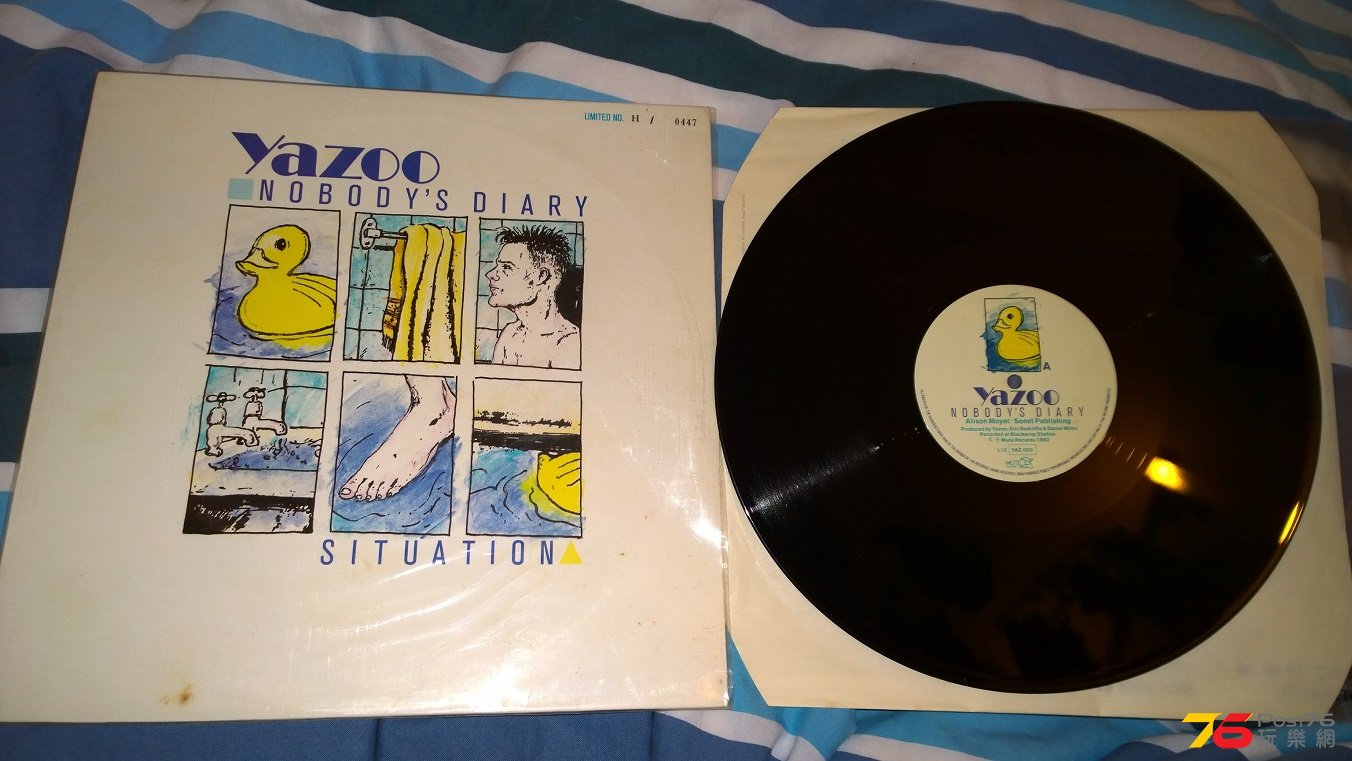 LIMITED NO. H / 0447
yazoo
NOBODY'S DIARY
SITUATION
A
yazoo
NOBODY'S DIARY
Alison Moyet Sonet Publishing
Produced by Yazoo, Eric Radcliffe & Daniel Miller
Recorded at Blackwing Studios
© ℗ Mute Records 1983
L12 YAZ 003
MUTE
76 Post76
玩樂網